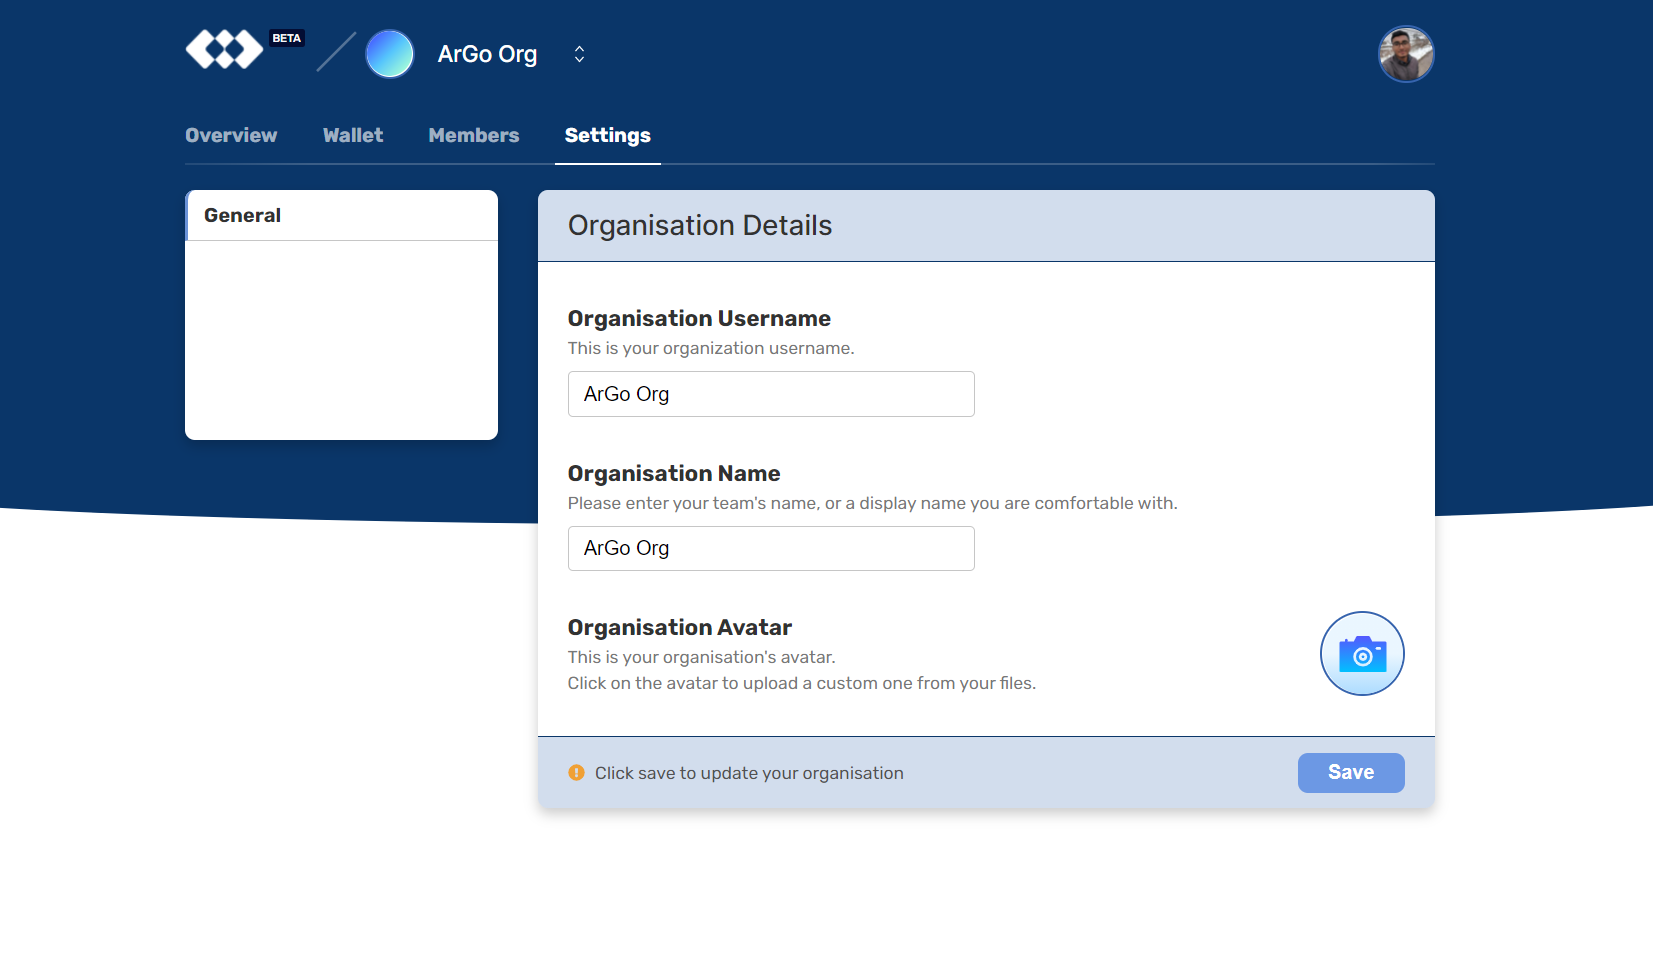 BETA
ArGo Org
Overview Wallet Members Settings
General
Organisation Details
Organisation Username
This is your organization username.
ArGo Org
Organisation Name
Please enter your team's name, or a display name you are comfortable with.
ArGo Org
Organisation Avatar
This is your organisation's avatar.
Click on the avatar to upload a custom one from your files.
Click save to update your organisation
Save